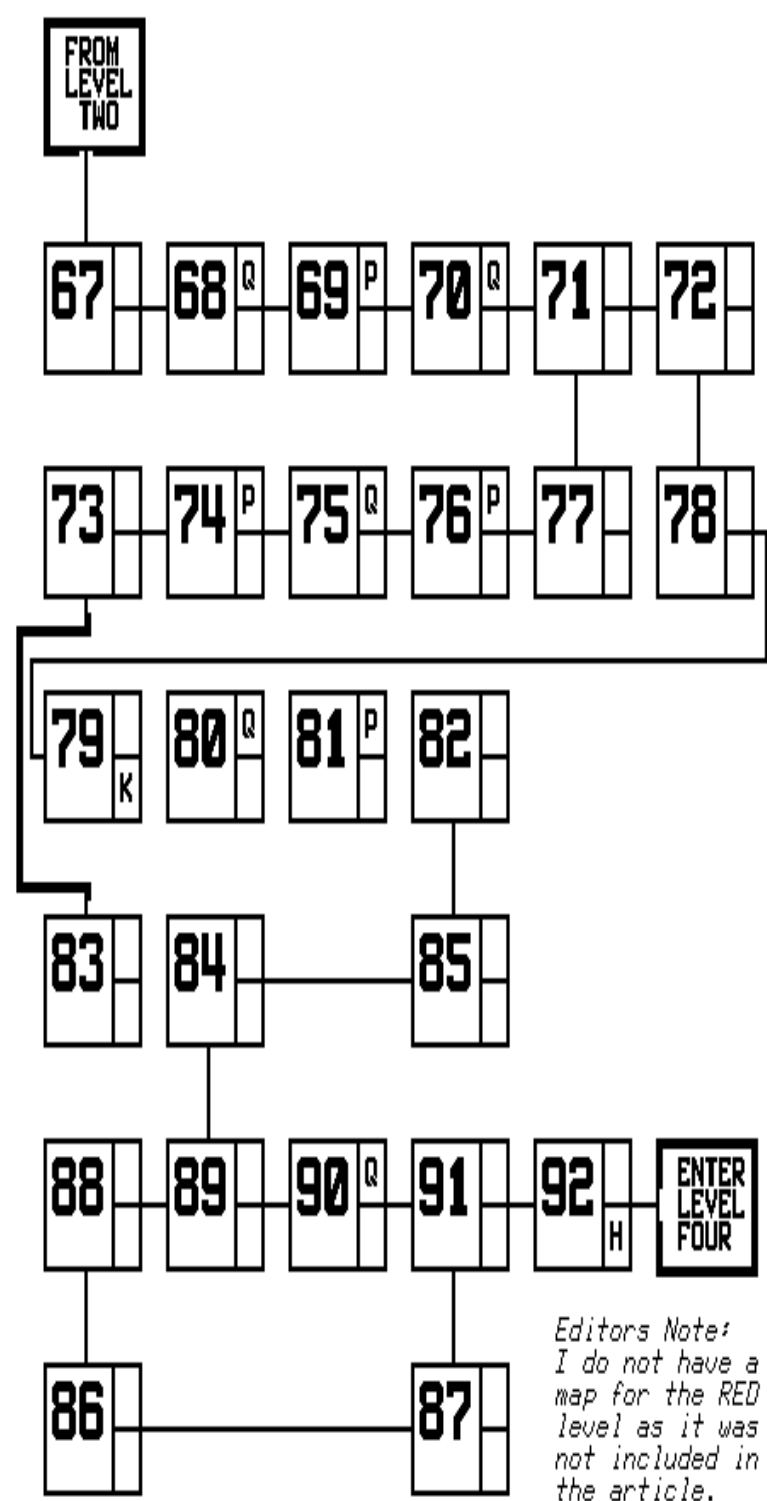 FROM
LEVEL
TWO
67 68 Q 69 P 70 Q 71 72
73 74 P 75 Q 76 P 77 78
79 K 80 Q 81 P 82
83 84 85
88 89 90 Q 91 92 H
ENTER
LEVEL
FOUR
86 87
Editors Note:
I do not have a
map for the RED
level as it was
not included in
the article.